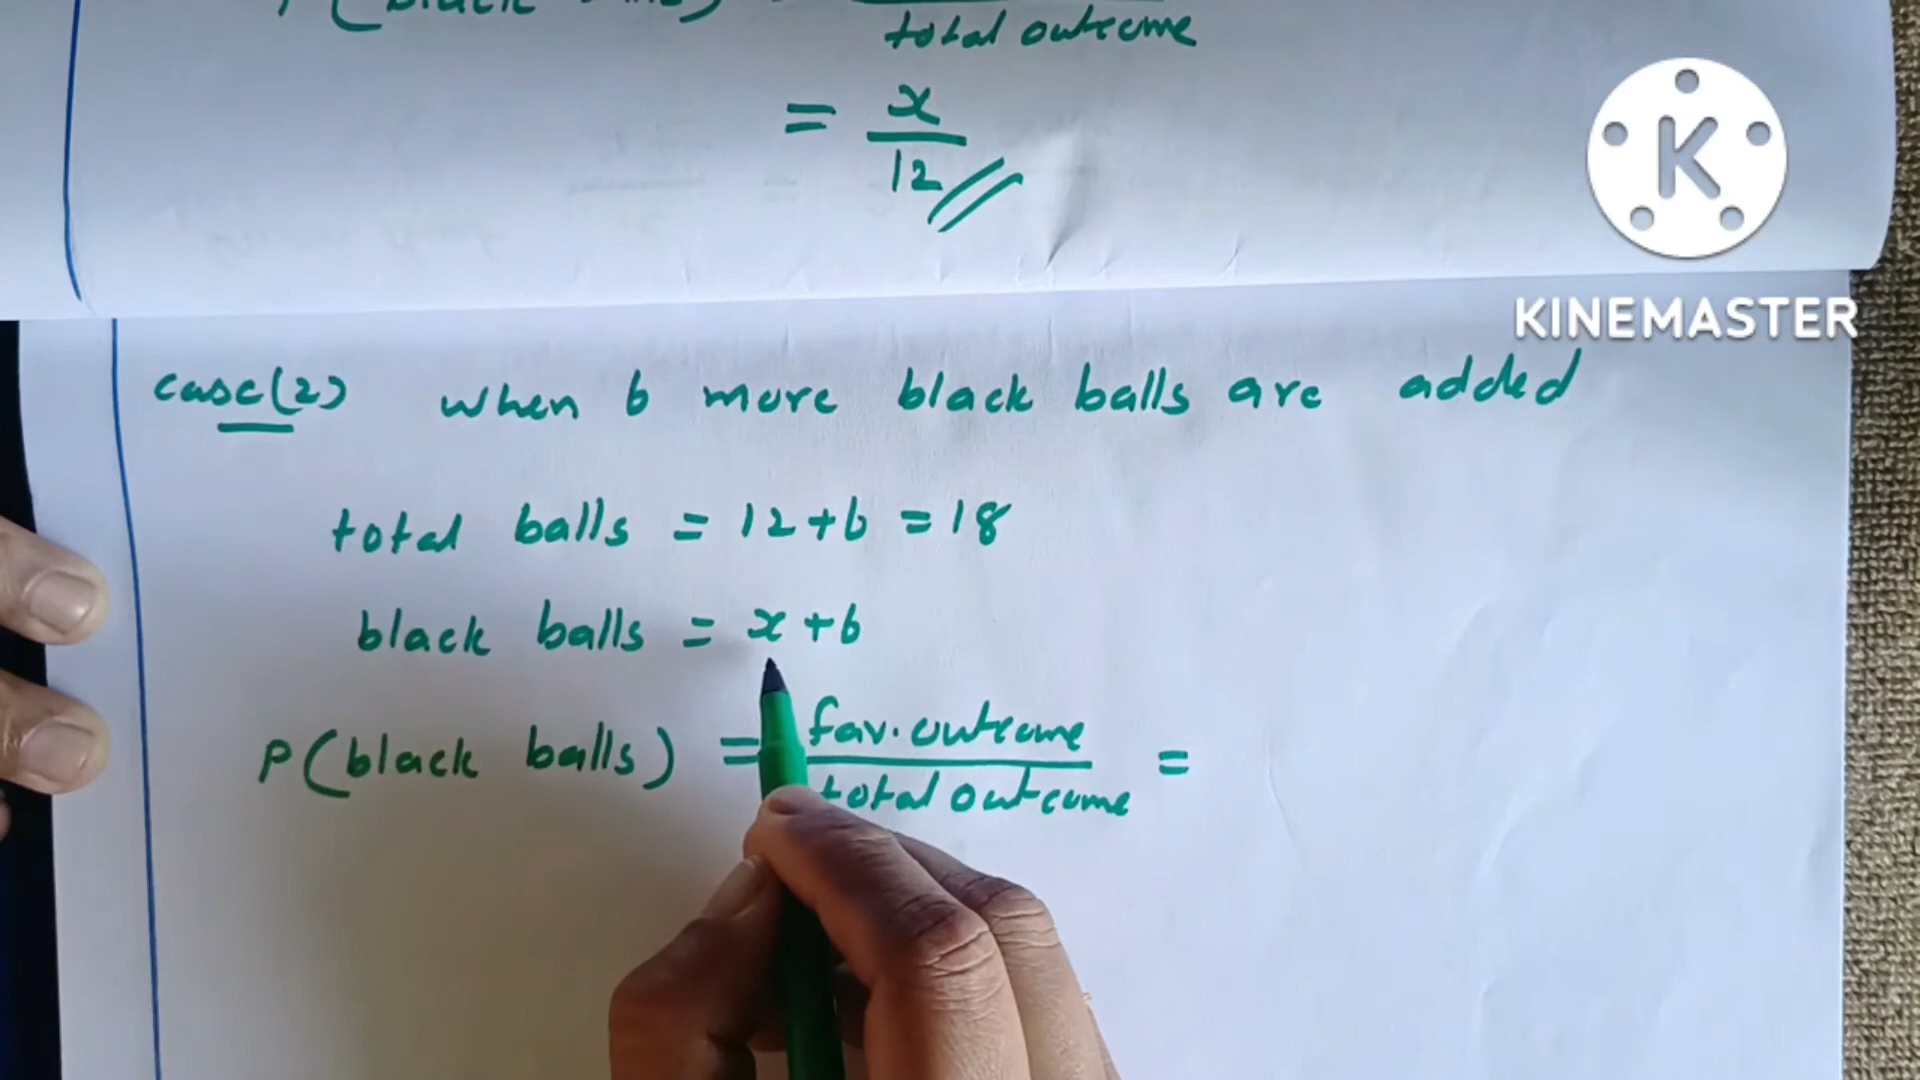 total outcome
= x/12
K
KINEMASTER
case(2) when 6 more black balls are added
total balls = 12+6 = 18
black balls = x+6
P(black balls) = fav. outcome / total outcome =